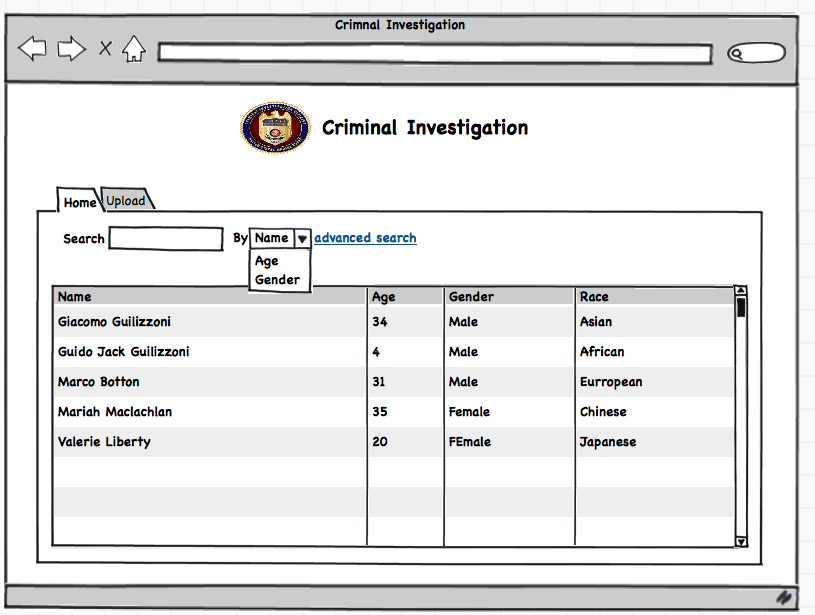 Crimnal Investigation
Criminal Investigation
Home Upload
Search By Name advanced search
Age
Gender
Name Age Gender Race
Giacomo Guilizzoni 34 Male Asian
Guido Jack Guilizzoni 4 Male African
Marco Botton 31 Male Eurropean
Mariah Maclachlan 35 Female Chinese
Valerie Liberty 20 FEmale Japanese